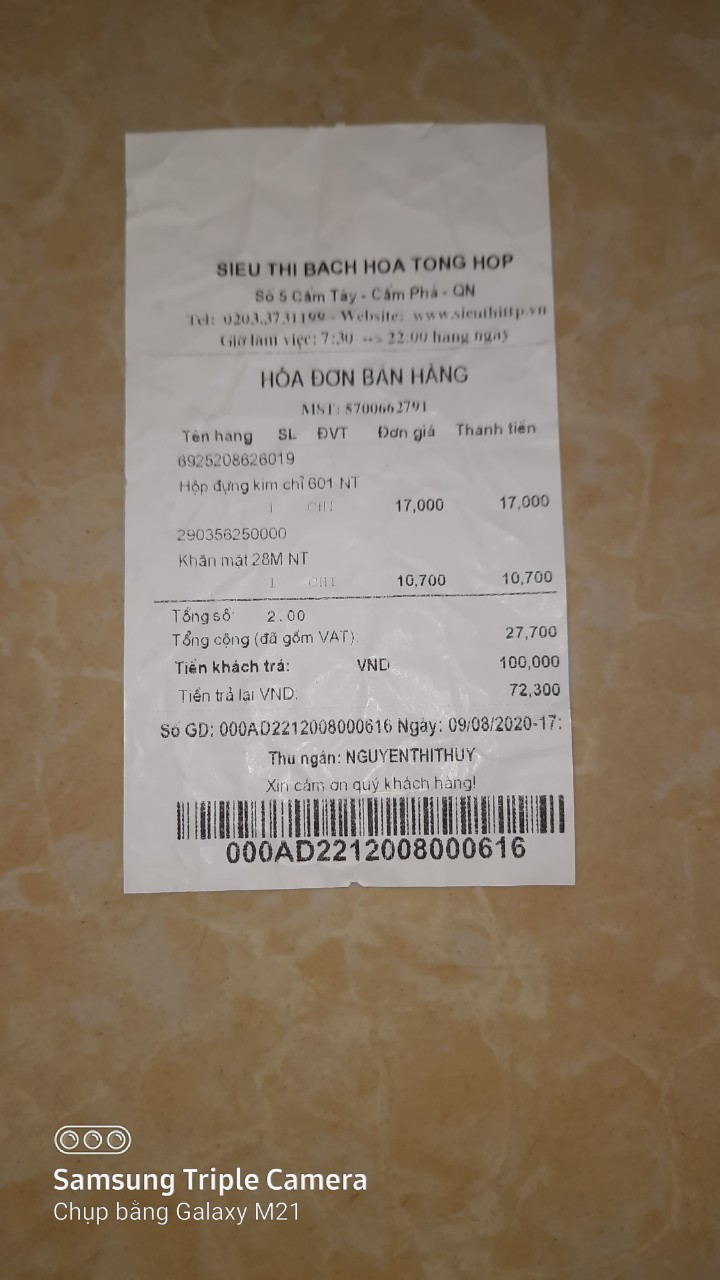 SIEU THI BACH HOA TONG HOP
Số 5 Cẩm Tây - Cẩm Phả - QN
Tel: 0203.3731199 - Website: www.sieuthittp.vn
Giờ làm việc: 7:30 --> 22:00 hàng ngày
HÓA ĐƠN BÁN HÀNG
MST: 5700662791
Tên hàng SL ĐVT Đơn giá Thành tiền
6925208626019
Hộp đựng kim chỉ 601 NT
1 CHI 17,000 17,000
290356250000
Khăn mặt 28M NT
1 CHI 10,700 10,700
Tổng số: 2.00
Tổng cộng (đã gồm VAT): 27,700
Tiền khách trả: VND 100,000
Tiền trả lại VND: 72,300
Số GD: 000AD2212008000616 Ngày: 09/08/2020-17:
Thu ngân: NGUYENTHITHUY
Xin cảm ơn quý khách hàng!
000AD2212008000616
Samsung Triple Camera
Chụp bằng Galaxy M21